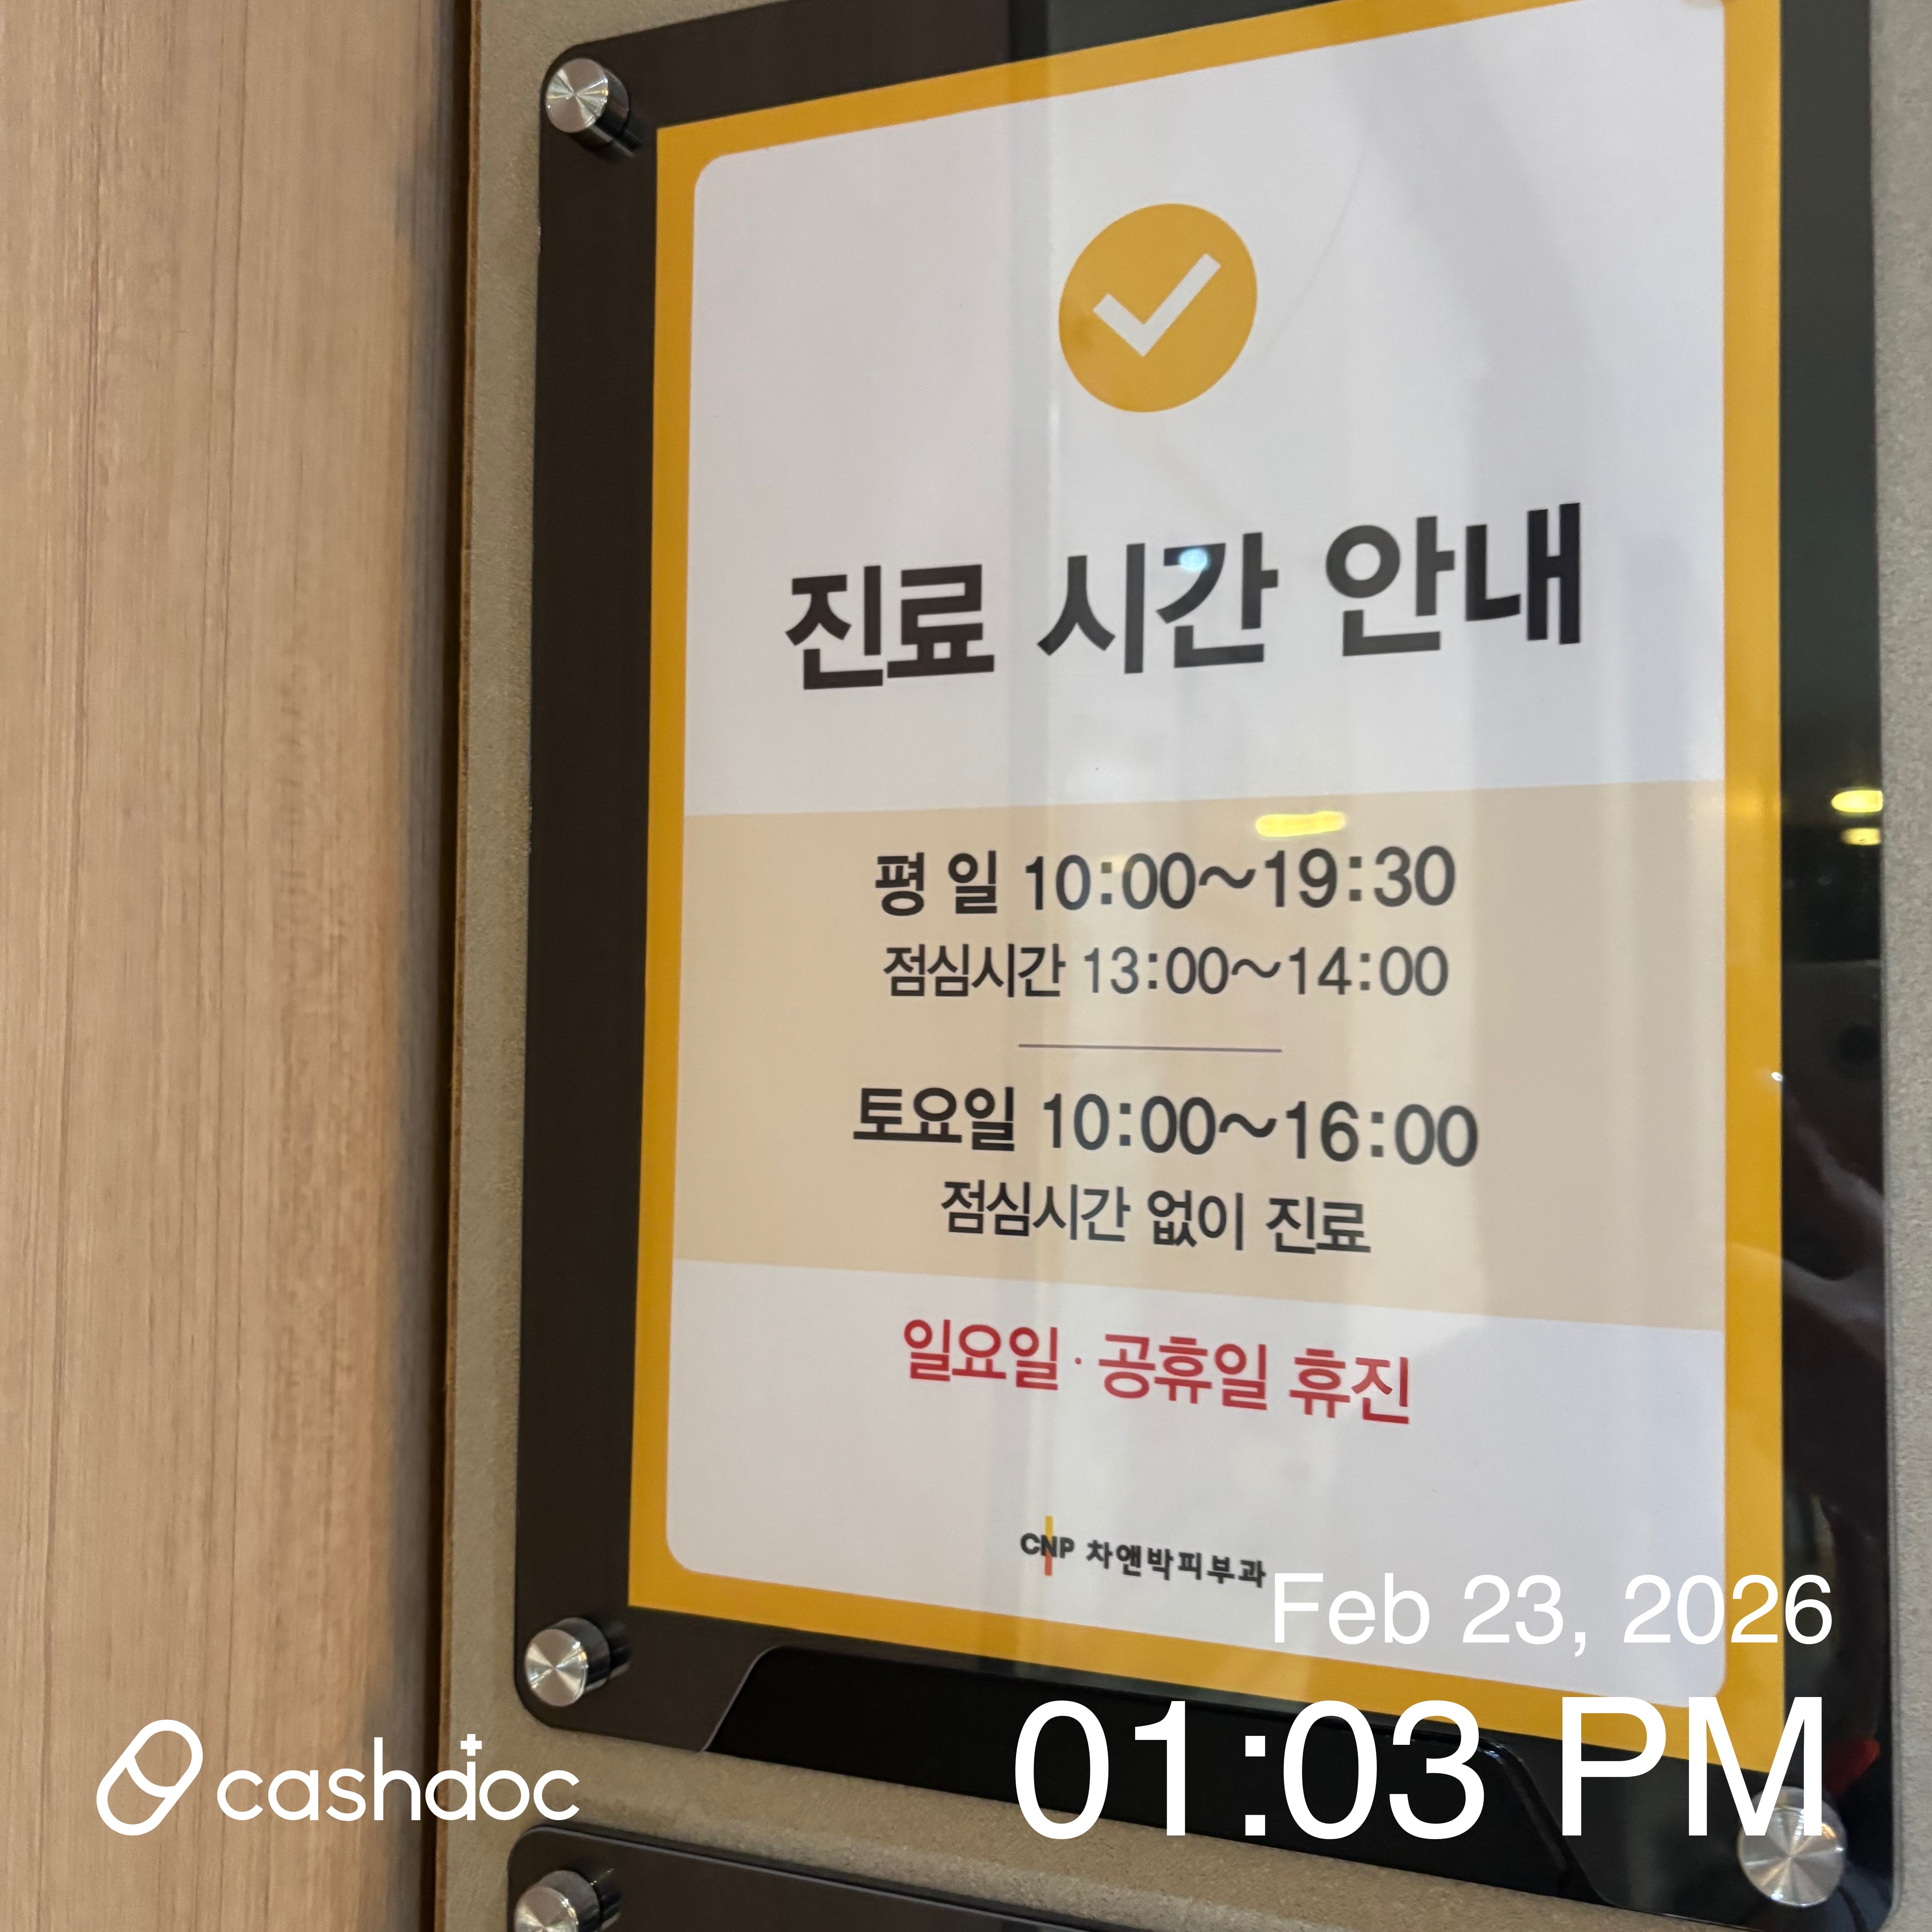 진료 시간 안내
평 일 10:00~19:30
점심시간 13:00~14:00
토요일 10:00~16:00
점심시간 없이 진료
일요일·공휴일 휴진
CNP 차앤박피부과
Feb 23, 2026
01:03 PM
cashdoc